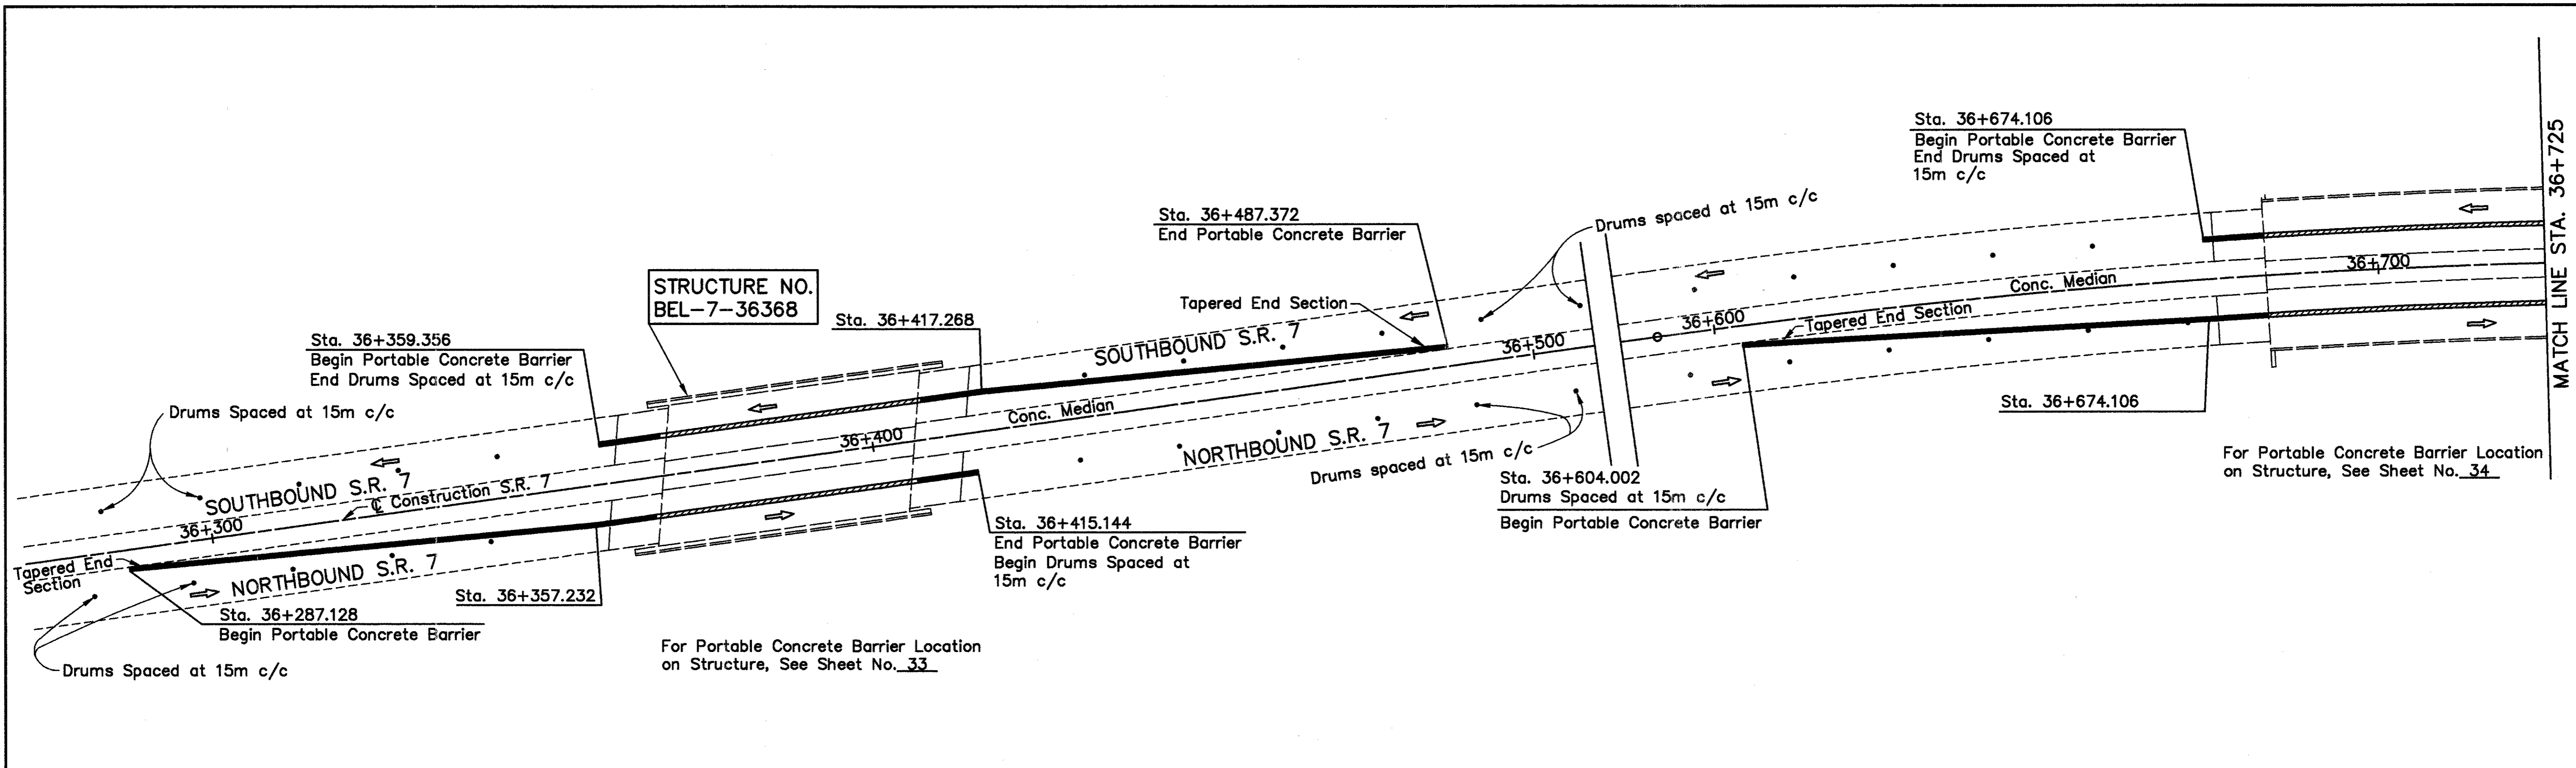 Sta. 36+674.106
Begin Portable Concrete Barrier
End Drums Spaced at
15m c/c
MATCH LINE STA. 36+725
Sta. 36+487.372
End Portable Concrete Barrier
Drums spaced at 15m c/c
STRUCTURE NO.
BEL-7-36368
Tapered End Section
Sta. 36+417.268
Sta. 36+359.356
Begin Portable Concrete Barrier
End Drums Spaced at 15m c/c
SOUTHBOUND S.R. 7
36+500
36+600
Tapered End Section
Conc. Median
36+700
Drums Spaced at 15m c/c
36+400
Conc. Median
NORTHBOUND S.R. 7
Drums spaced at 15m c/c
Sta. 36+674.106
SOUTHBOUND S.R. 7
℄ Construction S.R. 7
36+300
For Portable Concrete Barrier Location
on Structure, See Sheet No. 34
Sta. 36+604.002
Drums Spaced at 15m c/c
Begin Portable Concrete Barrier
Sta. 36+415.144
End Portable Concrete Barrier
Begin Drums Spaced at
15m c/c
Tapered End
Section
NORTHBOUND S.R. 7
Sta. 36+357.232
Sta. 36+287.128
Begin Portable Concrete Barrier
Drums Spaced at 15m c/c
For Portable Concrete Barrier Location
on Structure, See Sheet No. 33